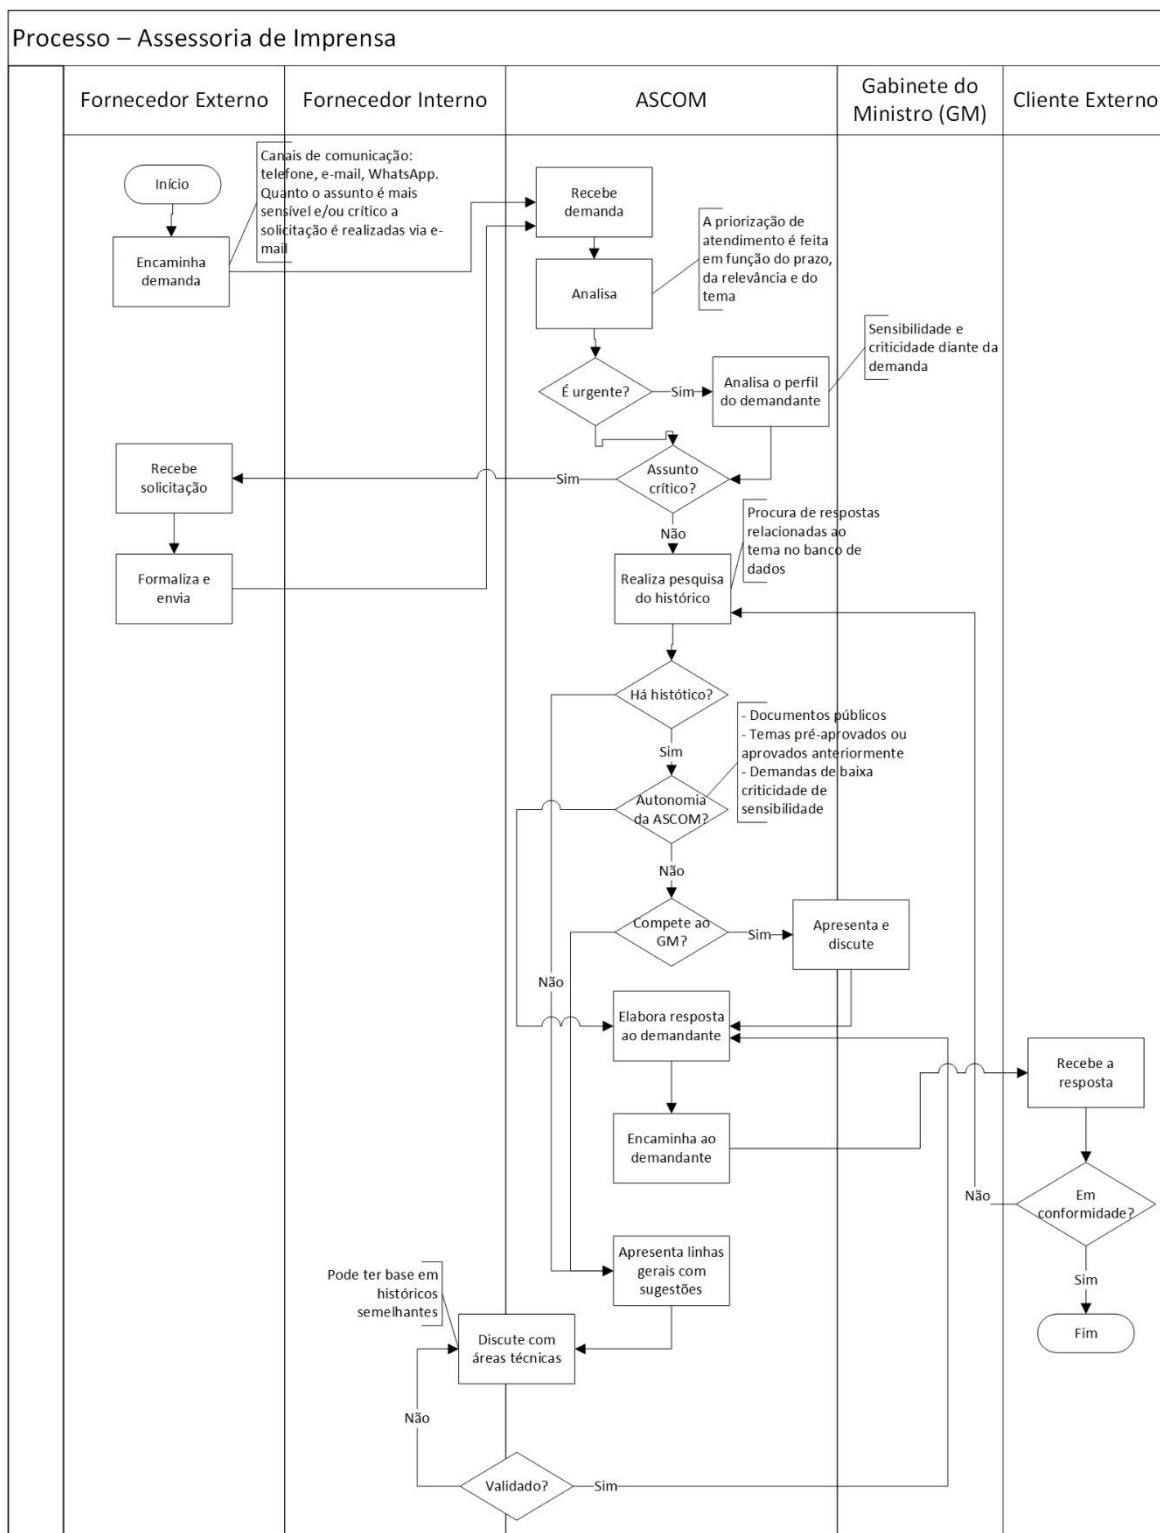 Processo – Assessoria de Imprensa
Fornecedor Externo
Fornecedor Interno
ASCOM
Gabinete do
Ministro (GM)
Cliente Externo
Início
Canais de comunicação:
telefone, e-mail, WhatsApp.
Quanto o assunto é mais
sensível e/ou crítico a
solicitação é realizadas via e-
mail
Encaminha
demanda
Recebe
demanda
A priorização de
atendimento é feita
em função do prazo,
da relevância e do
tema
Analisa
Sensibilidade e
criticidade diante da
demanda
É urgente?
Sim
Analisa o perfil
do demandante
Recebe
solicitação
Sim
Assunto
crítico?
Não
Procura de respostas
relacionadas ao
tema no banco de
dados
Formaliza e
envia
Realiza pesquisa
do histórico
Há histótico?
Sim
- Documentos públicos
- Temas pré-aprovados ou
aprovados anteriormente
- Demandas de baixa
criticidade de
sensibilidade
Autonomia
da ASCOM?
Não
Compete ao
GM?
Sim
Apresenta e
discute
Não
Elabora resposta
ao demandante
Recebe a
resposta
Encaminha ao
demandante
Não
Em
conformidade?
Sim
Fim
Apresenta linhas
gerais com
sugestões
Pode ter base em
históricos
semelhantes
Discute com
áreas técnicas
Não
Validado?
Sim